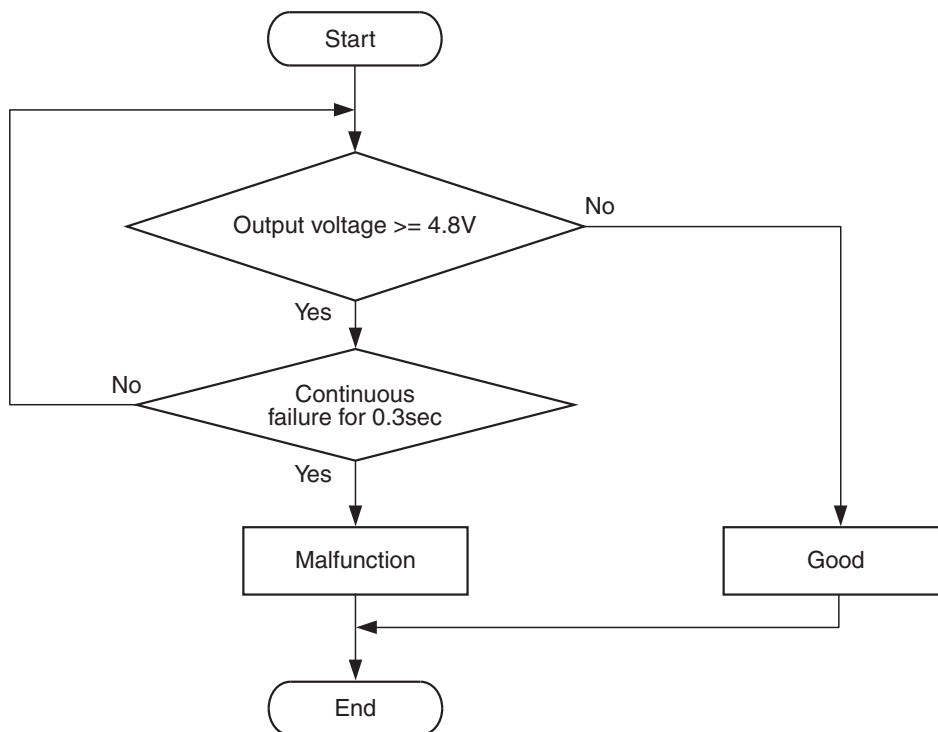 Start
Output voltage >= 4.8V
No
Yes
No
Continuous
failure for 0.3sec
Yes
Malfunction
Good
End